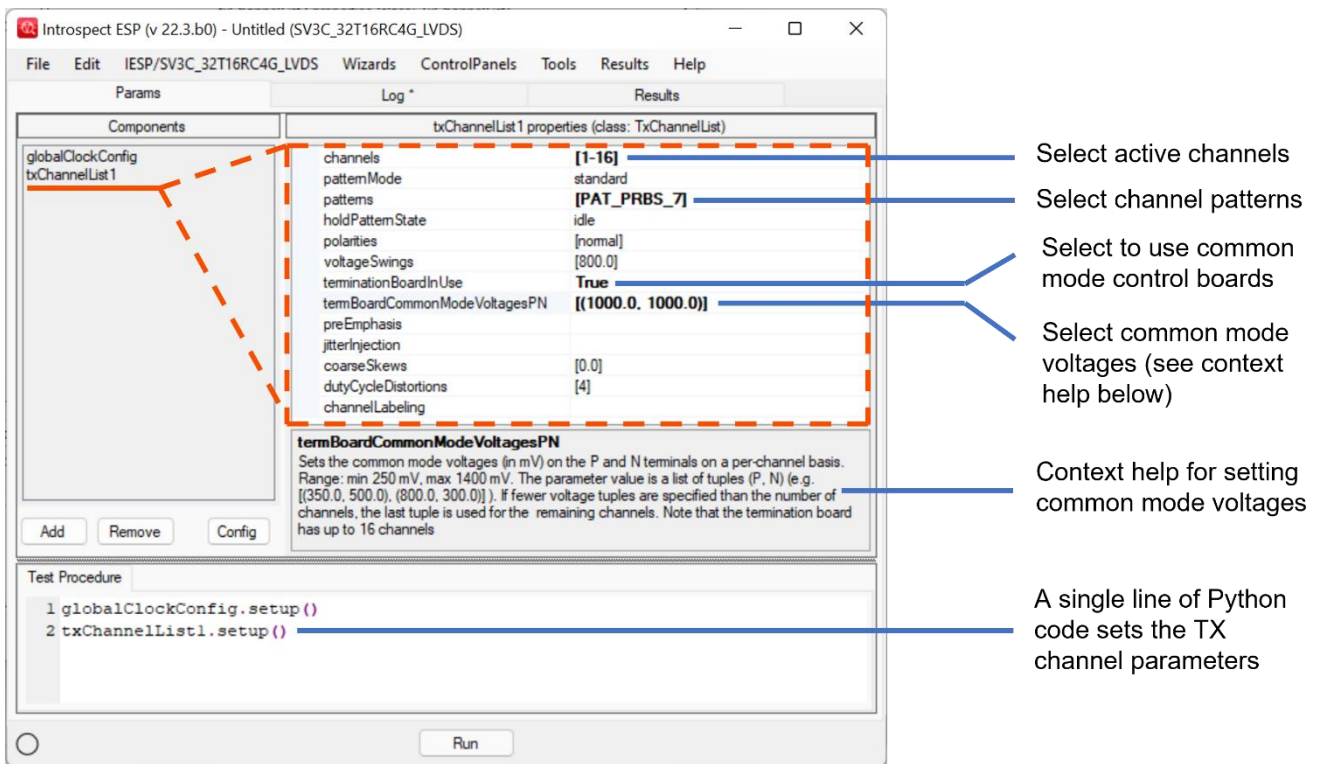 Introspect ESP (v 22.3.b0) - Untitled (SV3C_32T16RC4G_LVDS)
File Edit IESP/SV3C_32T16RC4G_LVDS Wizards ControlPanels Tools Results Help
Params Log * Results
Components
txChannelList1 properties (class: TxChannelList)
globalClockConfig
txChannelList1
channels [1-16]
patternMode standard
patterns [PAT_PRBS_7]
holdPatternState idle
polarities [normal]
voltageSwings [800.0]
terminationBoardInUse True
termBoardCommonModeVoltagesPN [(1000.0, 1000.0)]
preEmphasis
jitterInjection
coarseSkews [0.0]
dutyCycleDistortions [4]
channelLabeling
termBoardCommonModeVoltagesPN
Sets the common mode voltages (in mV) on the P and N terminals on a per-channel basis.
Range: min 250 mV, max 1400 mV. The parameter value is a list of tuples (P, N) (e.g.
[(350.0, 500.0), (800.0, 300.0)] ). If fewer voltage tuples are specified than the number of
channels, the last tuple is used for the remaining channels. Note that the termination board
has up to 16 channels
Add Remove Config
Test Procedure
1 globalClockConfig.setup()
2 txChannelList1.setup()
Run
Select active channels
Select channel patterns
Select to use common
mode control boards
Select common mode
voltages (see context
help below)
Context help for setting
common mode voltages
A single line of Python
code sets the TX
channel parameters